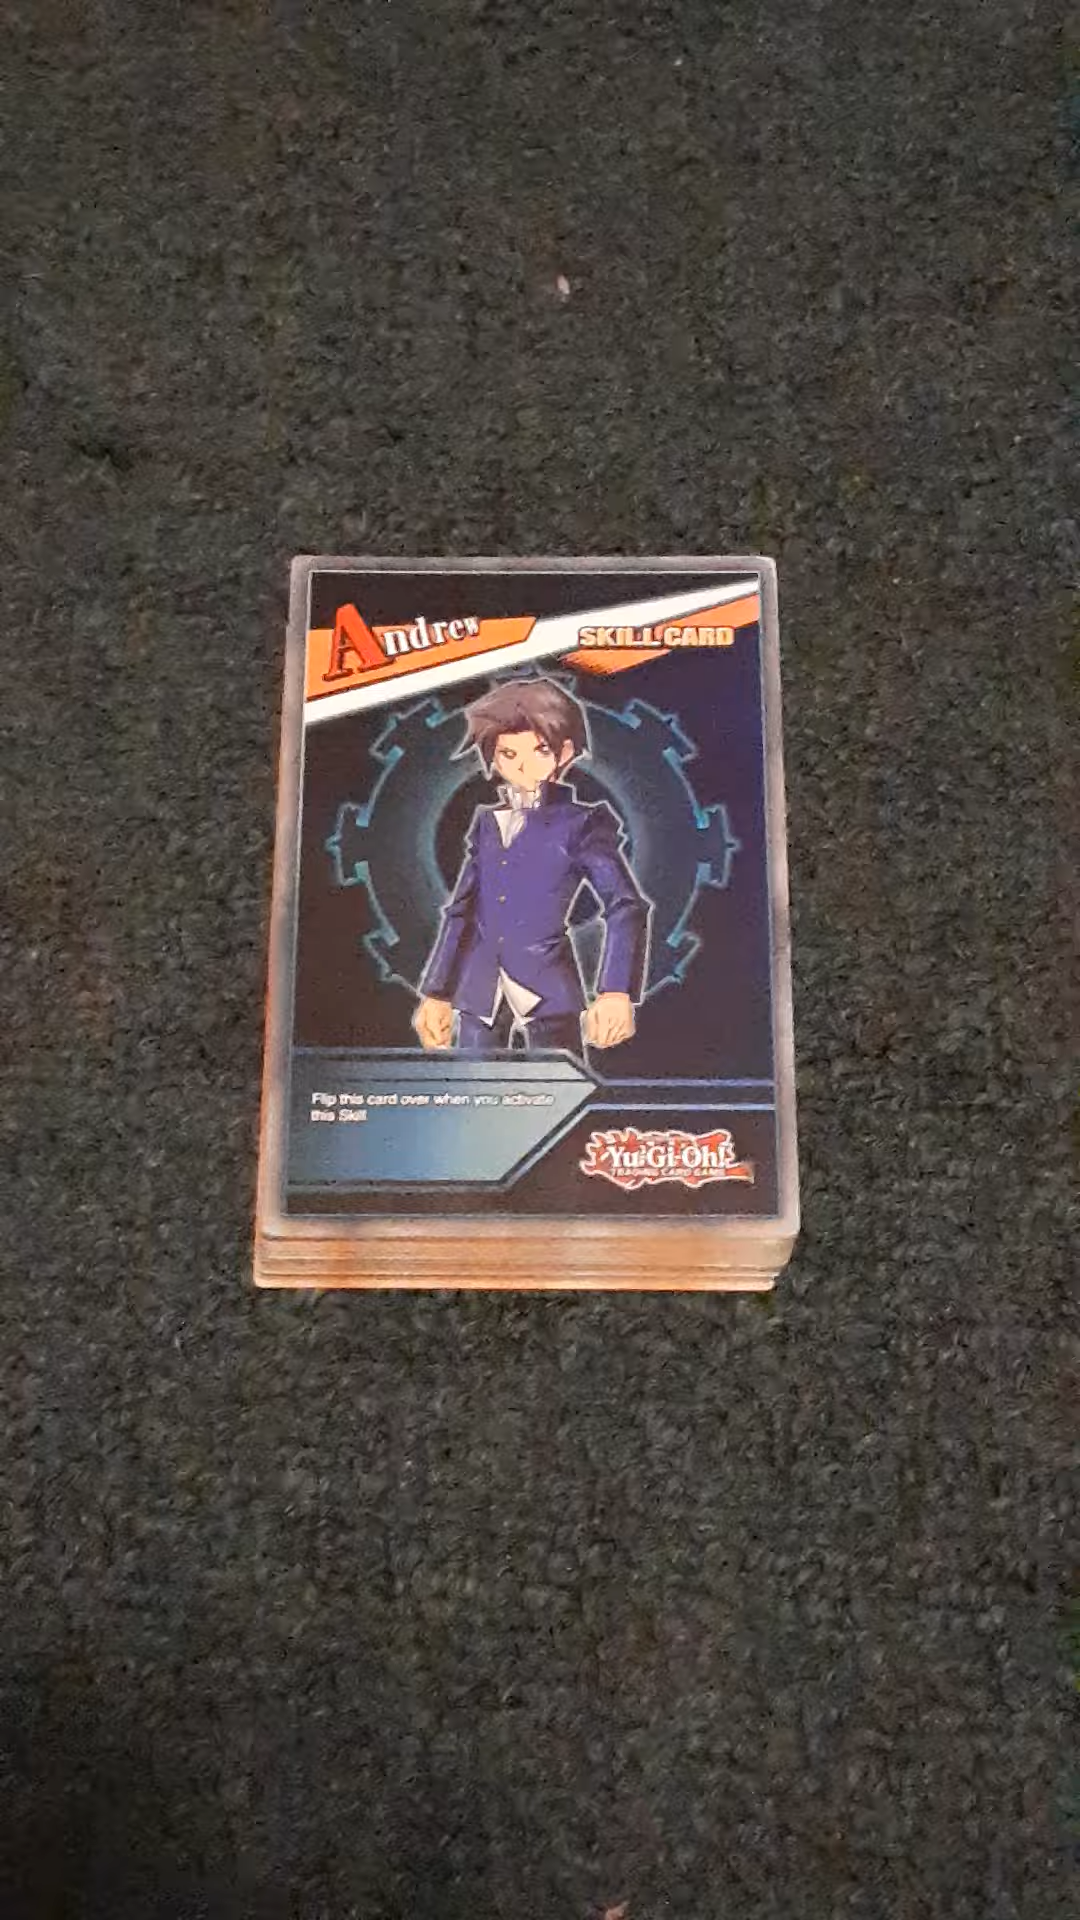 Andrew
SKILL CARD
Flip this card over when you activate
this Skill
Yu-Gi-Oh!
TRADING CARD GAME